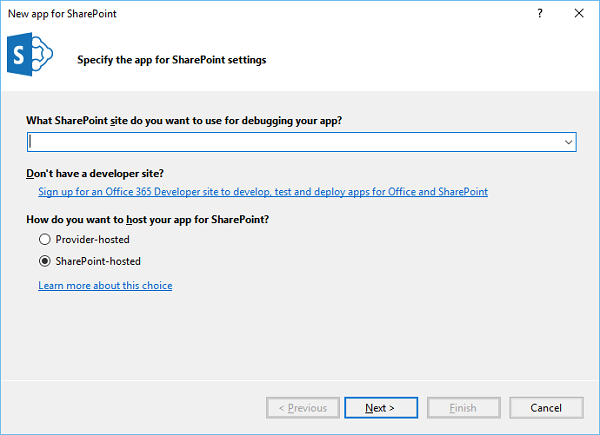 New app for SharePoint
?
S
Specify the app for SharePoint settings
What SharePoint site do you want to use for debugging your app?
Don't have a developer site?
Sign up for an Office 365 Developer site to develop, test and deploy apps for Office and SharePoint
How do you want to host your app for SharePoint?
Provider-hosted
SharePoint-hosted
Learn more about this choice
< Previous
Next >
Finish
Cancel